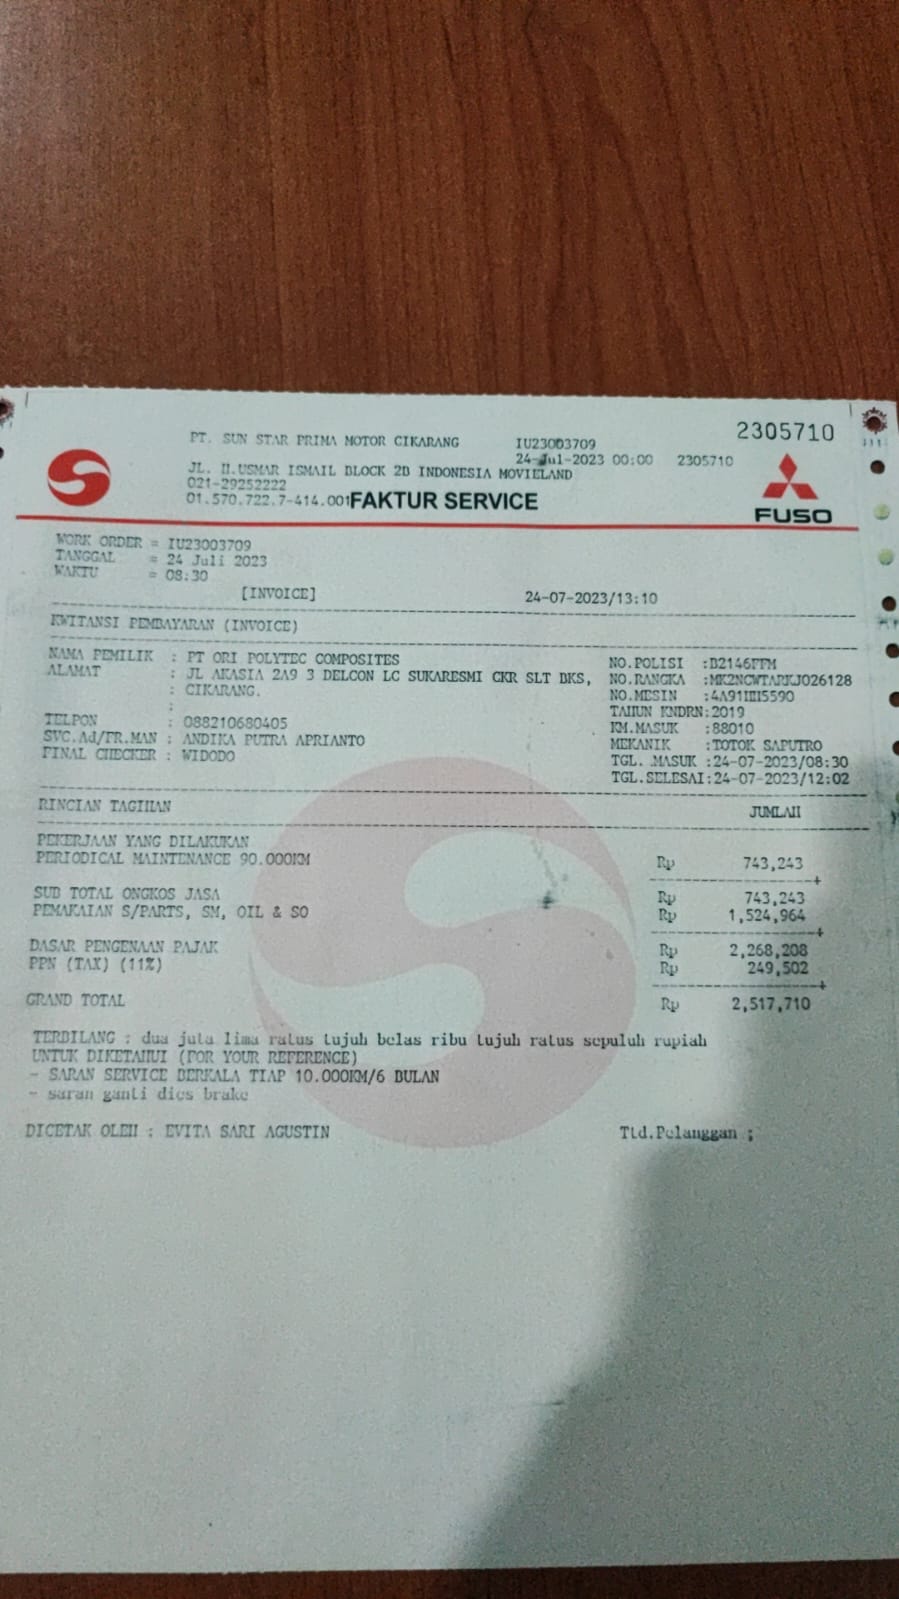 2305710
PT. SUN STAR PRIMA MOTOR CIKARANG IU23003709
24-Jul-2023 00:00 2305710
JL. H.USMAR ISMAIL BLOCK 2B INDONESIA MOVIELAND
021-29252222
01.570.722.7-414.001 FAKTUR SERVICE
FUSO
WORK ORDER = IU23003709
TANGGAL = 24 Juli 2023
WAKTU = 08:30
[INVOICE] 24-07-2023/13:10
KWITANSI PEMBAYARAN (INVOICE)
NAMA PEMILIK : PT ORI POLYTEC COMPOSITES NO.POLISI :B2146FFM
ALAMAT : JL AKASIA 2A9 3 DELCON LC SUKARESMI CKR SLT BKS, NO.RANGKA
: CIKARANG. NO.MESIN
: TAHUN KNDRN:2019
TELPON : 088210680405 KM.MASUK :88010
SVC.Ad/FR.MAN : ANDIKA PUTRA APRIANTO MEKANIK :TOTOK SAPUTRO
FINAL CHECKER : WIDODO TGL. MASUK :24-07-2023/08:30
TGL.SELESAI:24-07-2023/12:02
RINCIAN TAGIHAN JUMLAH
PEKERJAAN YANG DILAKUKAN
PERIODICAL MAINTENANCE 90.000KM Rp 743,243
SUB TOTAL ONGKOS JASA Rp 743,243
PEMAKAIAN S/PARTS, SM, OIL & SO Rp 1,524,964
DASAR PENGENAAN PAJAK Rp 2,268,208
PPN (TAX) (11%) Rp 249,502
GRAND TOTAL Rp 2,517,710
TERBILANG : dua juta lima ratus tujuh belas ribu tujuh ratus sepuluh rupiah
UNTUK DIKETAHUI (FOR YOUR REFERENCE)
- SARAN SERVICE BERKALA TIAP 10.000KM/6 BULAN
- saran ganti dies brake
DICETAK OLEH : EVITA SARI AGUSTIN Ttd.Pelanggan ;